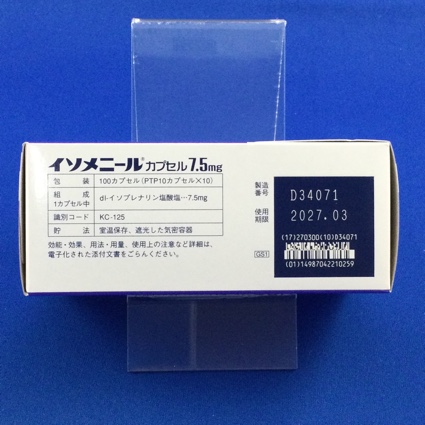 イソメニール®カプセル7.5mg
包装 100カプセル(PTP10カプセル×10)
組成 1カプセル中 dl-イソプレナリン塩酸塩…7.5mg
識別コード KC-125
貯法 室温保存、遮光した気密容器
効能・効果、用法・用量、使用上の注意など詳細は、
電子化された添付文書をごらんください。
製造番号 D34071
使用期限 2027.03
(17)270300(10)D34071
GS1
(01)14987042210259